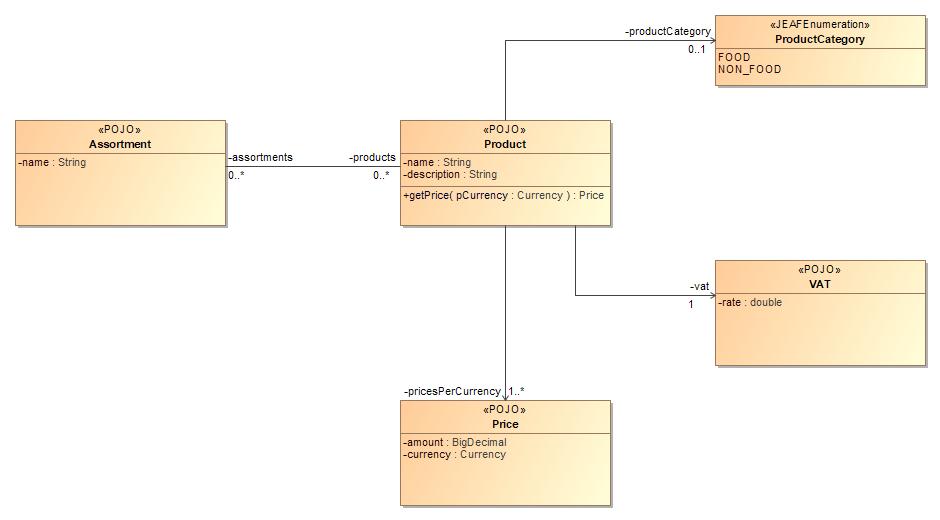 «JEAFEnumeration»
ProductCategory
FOOD
NON_FOOD
-productCategory
0..1
«POJO»
Assortment
-name : String
-assortments
0..*
-products
0..*
«POJO»
Product
-name : String
-description : String
+getPrice( pCurrency : Currency ) : Price
«POJO»
VAT
-rate : double
-vat
1
-pricesPerCurrency
1..*
«POJO»
Price
-amount : BigDecimal
-currency : Currency